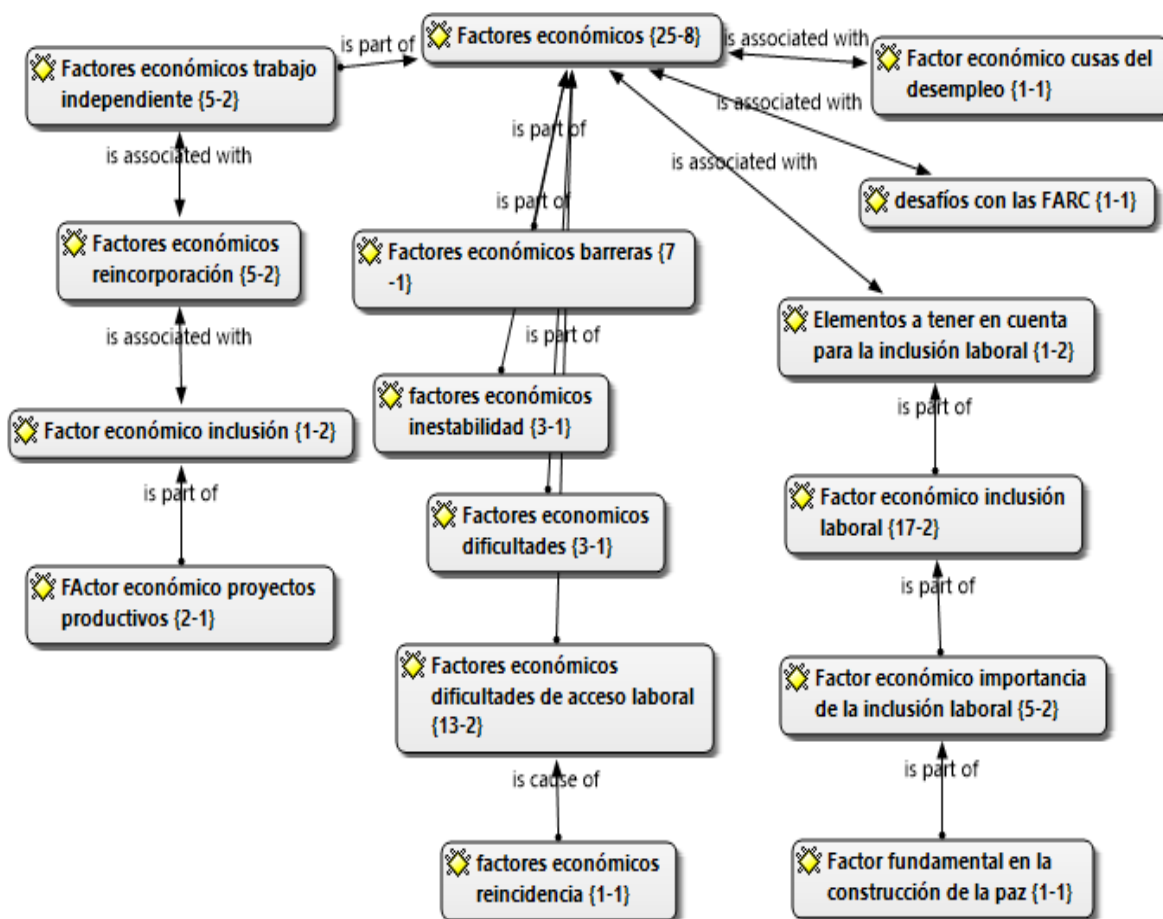 Factores económicos {25-8}
is part of
is associated with
Factores económicos trabajo
independiente {5-2}
Factor económico cusas del
desempleo {1-1}
is associated with
is part of
is associated with
is associated with
desafíos con las FARC {1-1}
is part of
Factores económicos
reincorporación {5-2}
Factores económicos barreras {7
-1}
is associated with
is part of
Elementos a tener en cuenta
para la inclusión laboral {1-2}
factores económicos
inestabilidad {3-1}
is part of
Factor económico inclusión {1-2}
is part of
Factores economicos
dificultades {3-1}
Factor económico inclusión
laboral {17-2}
FActor económico proyectos
productivos {2-1}
is part of
Factores económicos
dificultades de acceso laboral
{13-2}
Factor económico importancia
de la inclusión laboral {5-2}
is cause of
is part of
factores económicos
reincidencia {1-1}
Factor fundamental en la
construcción de la paz {1-1}